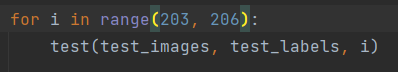 for i in range(203, 206):
    test(test_images, test_labels, i)